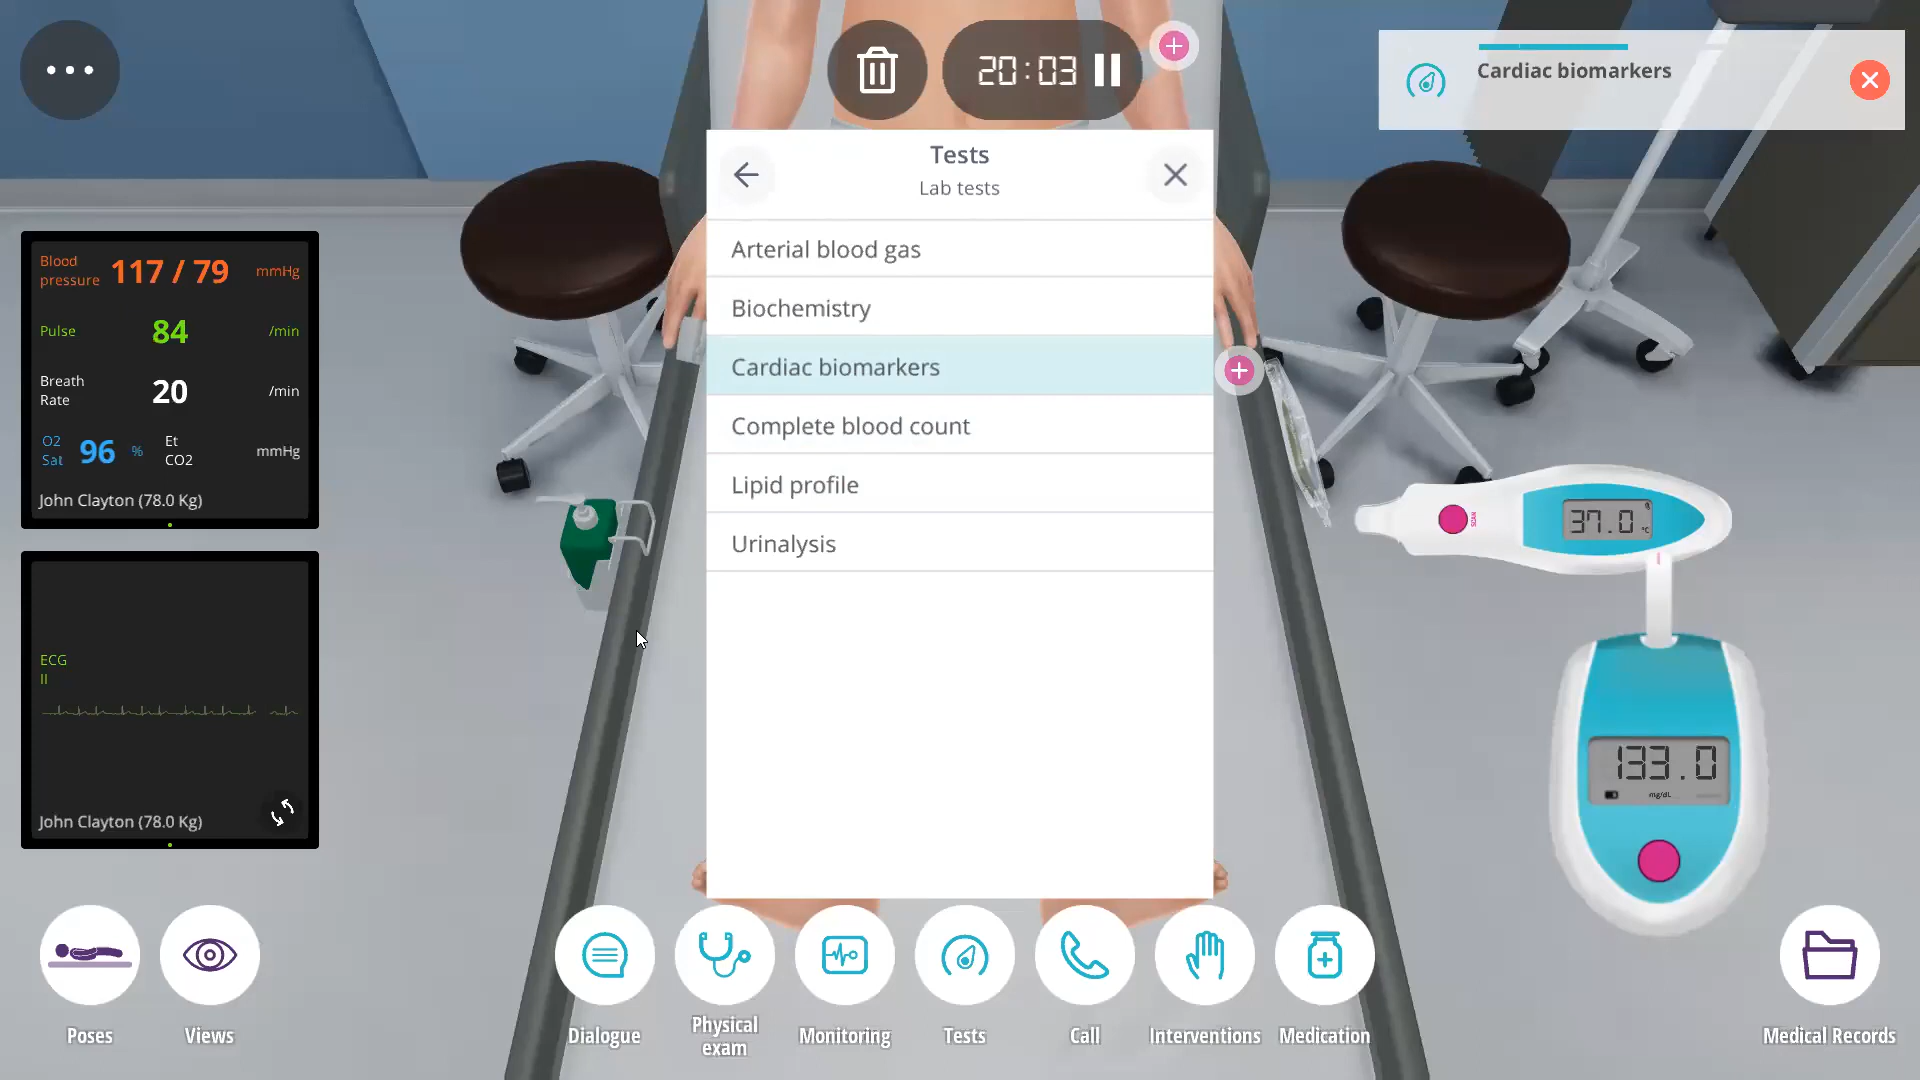 20:03
Cardiac biomarkers
Tests
Lab tests
Arterial blood gas
Biochemistry
Cardiac biomarkers
Complete blood count
Lipid profile
Urinalysis
Blood
pressure
117 / 79
mmHg
Pulse
84
/min
Breath
Rate
20
/min
O2
Sat
96
%
Et
CO2
mmHg
John Clayton (78.0 Kg)
ECG
II
John Clayton (78.0 Kg)
SCAN
37.0
°C
133.0
mg/dL
Poses
Views
Dialogue
Physical
exam
Monitoring
Tests
Call
Interventions
Medication
Medical Records